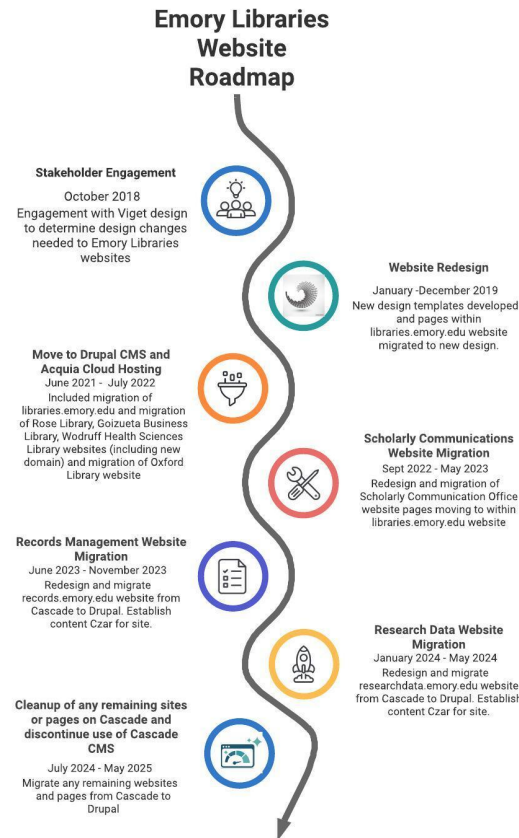 Emory Libraries
Website
Roadmap
Stakeholder Engagement
October 2018
Engagement with Viget design
to determine design changes
needed to Emory Libraries
websites
Website Redesign
January -December 2019
New design templates developed
and pages within
libraries.emory.edu website
migrated to new design.
Move to Drupal CMS and
Acquia Cloud Hosting
June 2021 - July 2022
Included migration of
libraries.emory.edu and migration
of Rose Library, Goizueta Business
Library, Wodruff Health Sciences
Library websites (including new
domain) and migration of Oxford
Library website
Scholarly Communications
Website Migration
Sept 2022 - May 2023
Redesign and migration of
Scholarly Communication Office
website pages moving to within
libraries.emory.edu website
Records Management Website
Migration
June 2023 - November 2023
Redesign and migrate
records.emory.edu website from
Cascade to Drupal. Establish
content Czar for site.
Research Data Website
Migration
January 2024 - May 2024
Redesign and migrate
researchdata.emory.edu website
from Cascade to Drupal. Establish
content Czar for site.
Cleanup of any remaining sites
or pages on Cascade and
discontinue use of Cascade
CMS
July 2024 - May 2025
Migrate any remaining websites
and pages from Cascade to
Drupal